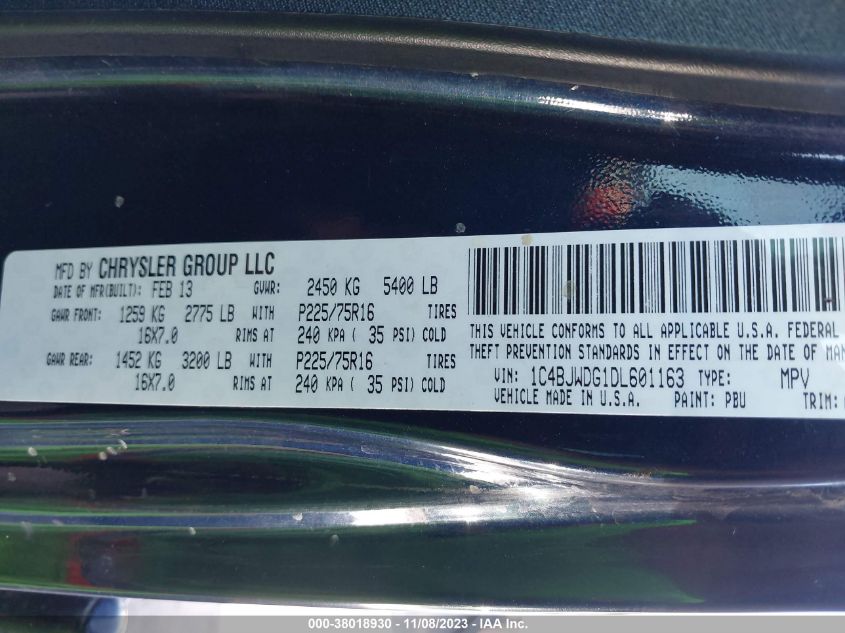 MFD BY CHRYSLER GROUP LLC
DATE OF MFR(BUILT): FEB 13 GVWR: 2450 KG 5400 LB
GAWR FRONT: 1259 KG 2775 LB WITH P225/75R16 TIRES
16X7.0 RIMS AT 240 KPA ( 35 PSI) COLD
GAWR REAR: 1452 KG 3200 LB WITH P225/75R16 TIRES
16X7.0 RIMS AT 240 KPA ( 35 PSI) COLD
THIS VEHICLE CONFORMS TO ALL APPLICABLE U.S.A. FEDERAL
THEFT PREVENTION STANDARDS IN EFFECT ON THE DATE OF MAN
VIN: 1C4BJWDG1DL601163 TYPE: MPV
VEHICLE MADE IN U.S.A. PAINT: PBU TRIM:
000-38018930 - 11/08/2023 - IAA Inc.